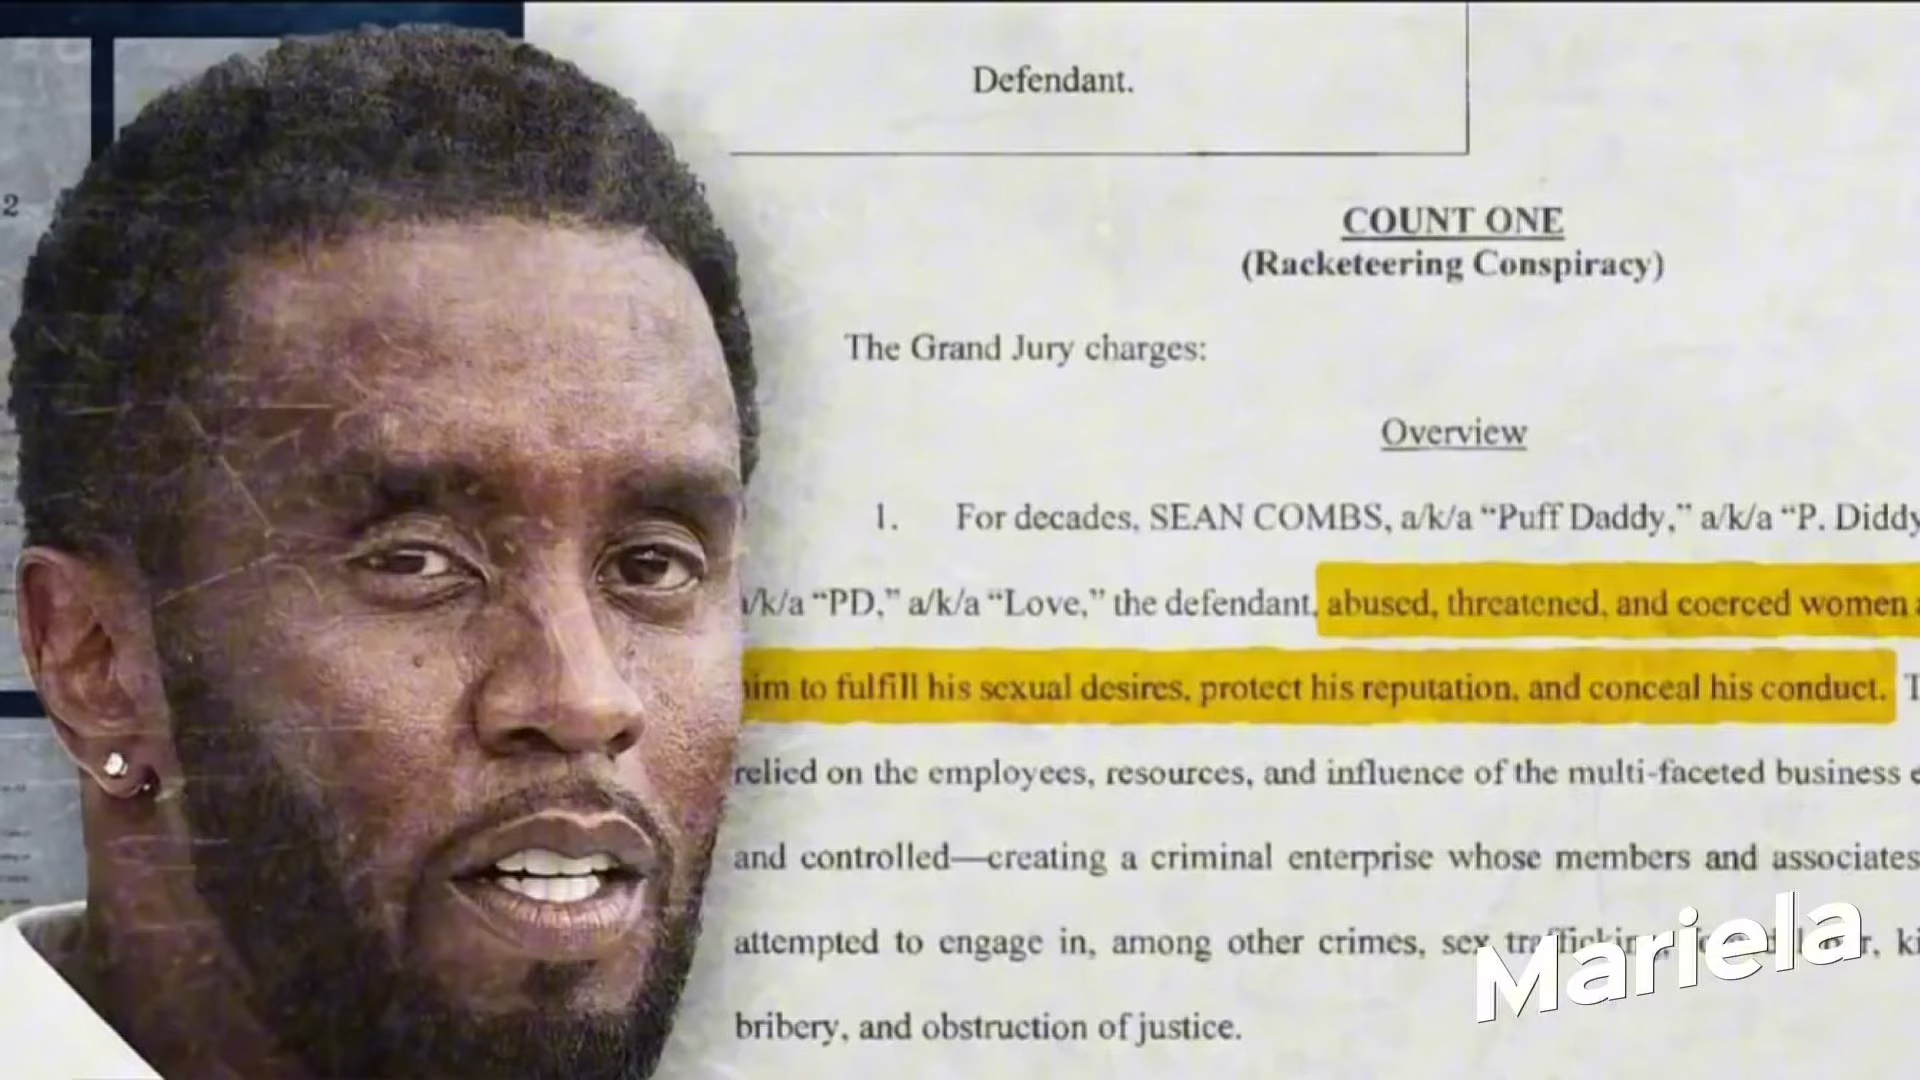 2
Defendant.
COUNT ONE
(Racketeering Conspiracy)
The Grand Jury charges:
Overview
1. For decades, SEAN COMBS, a/k/a “Puff Daddy,” a/k/a “P. Diddy
a/k/a “PD,” a/k/a “Love,” the defendant, abused, threatened, and coerced women
him to fulfill his sexual desires, protect his reputation, and conceal his conduct.
relied on the employees, resources, and influence of the multi-faceted business
and controlled—creating a criminal enterprise whose members and associates
attempted to engage in, among other crimes, sex trafficking,
bribery, and obstruction of justice.
Mariela